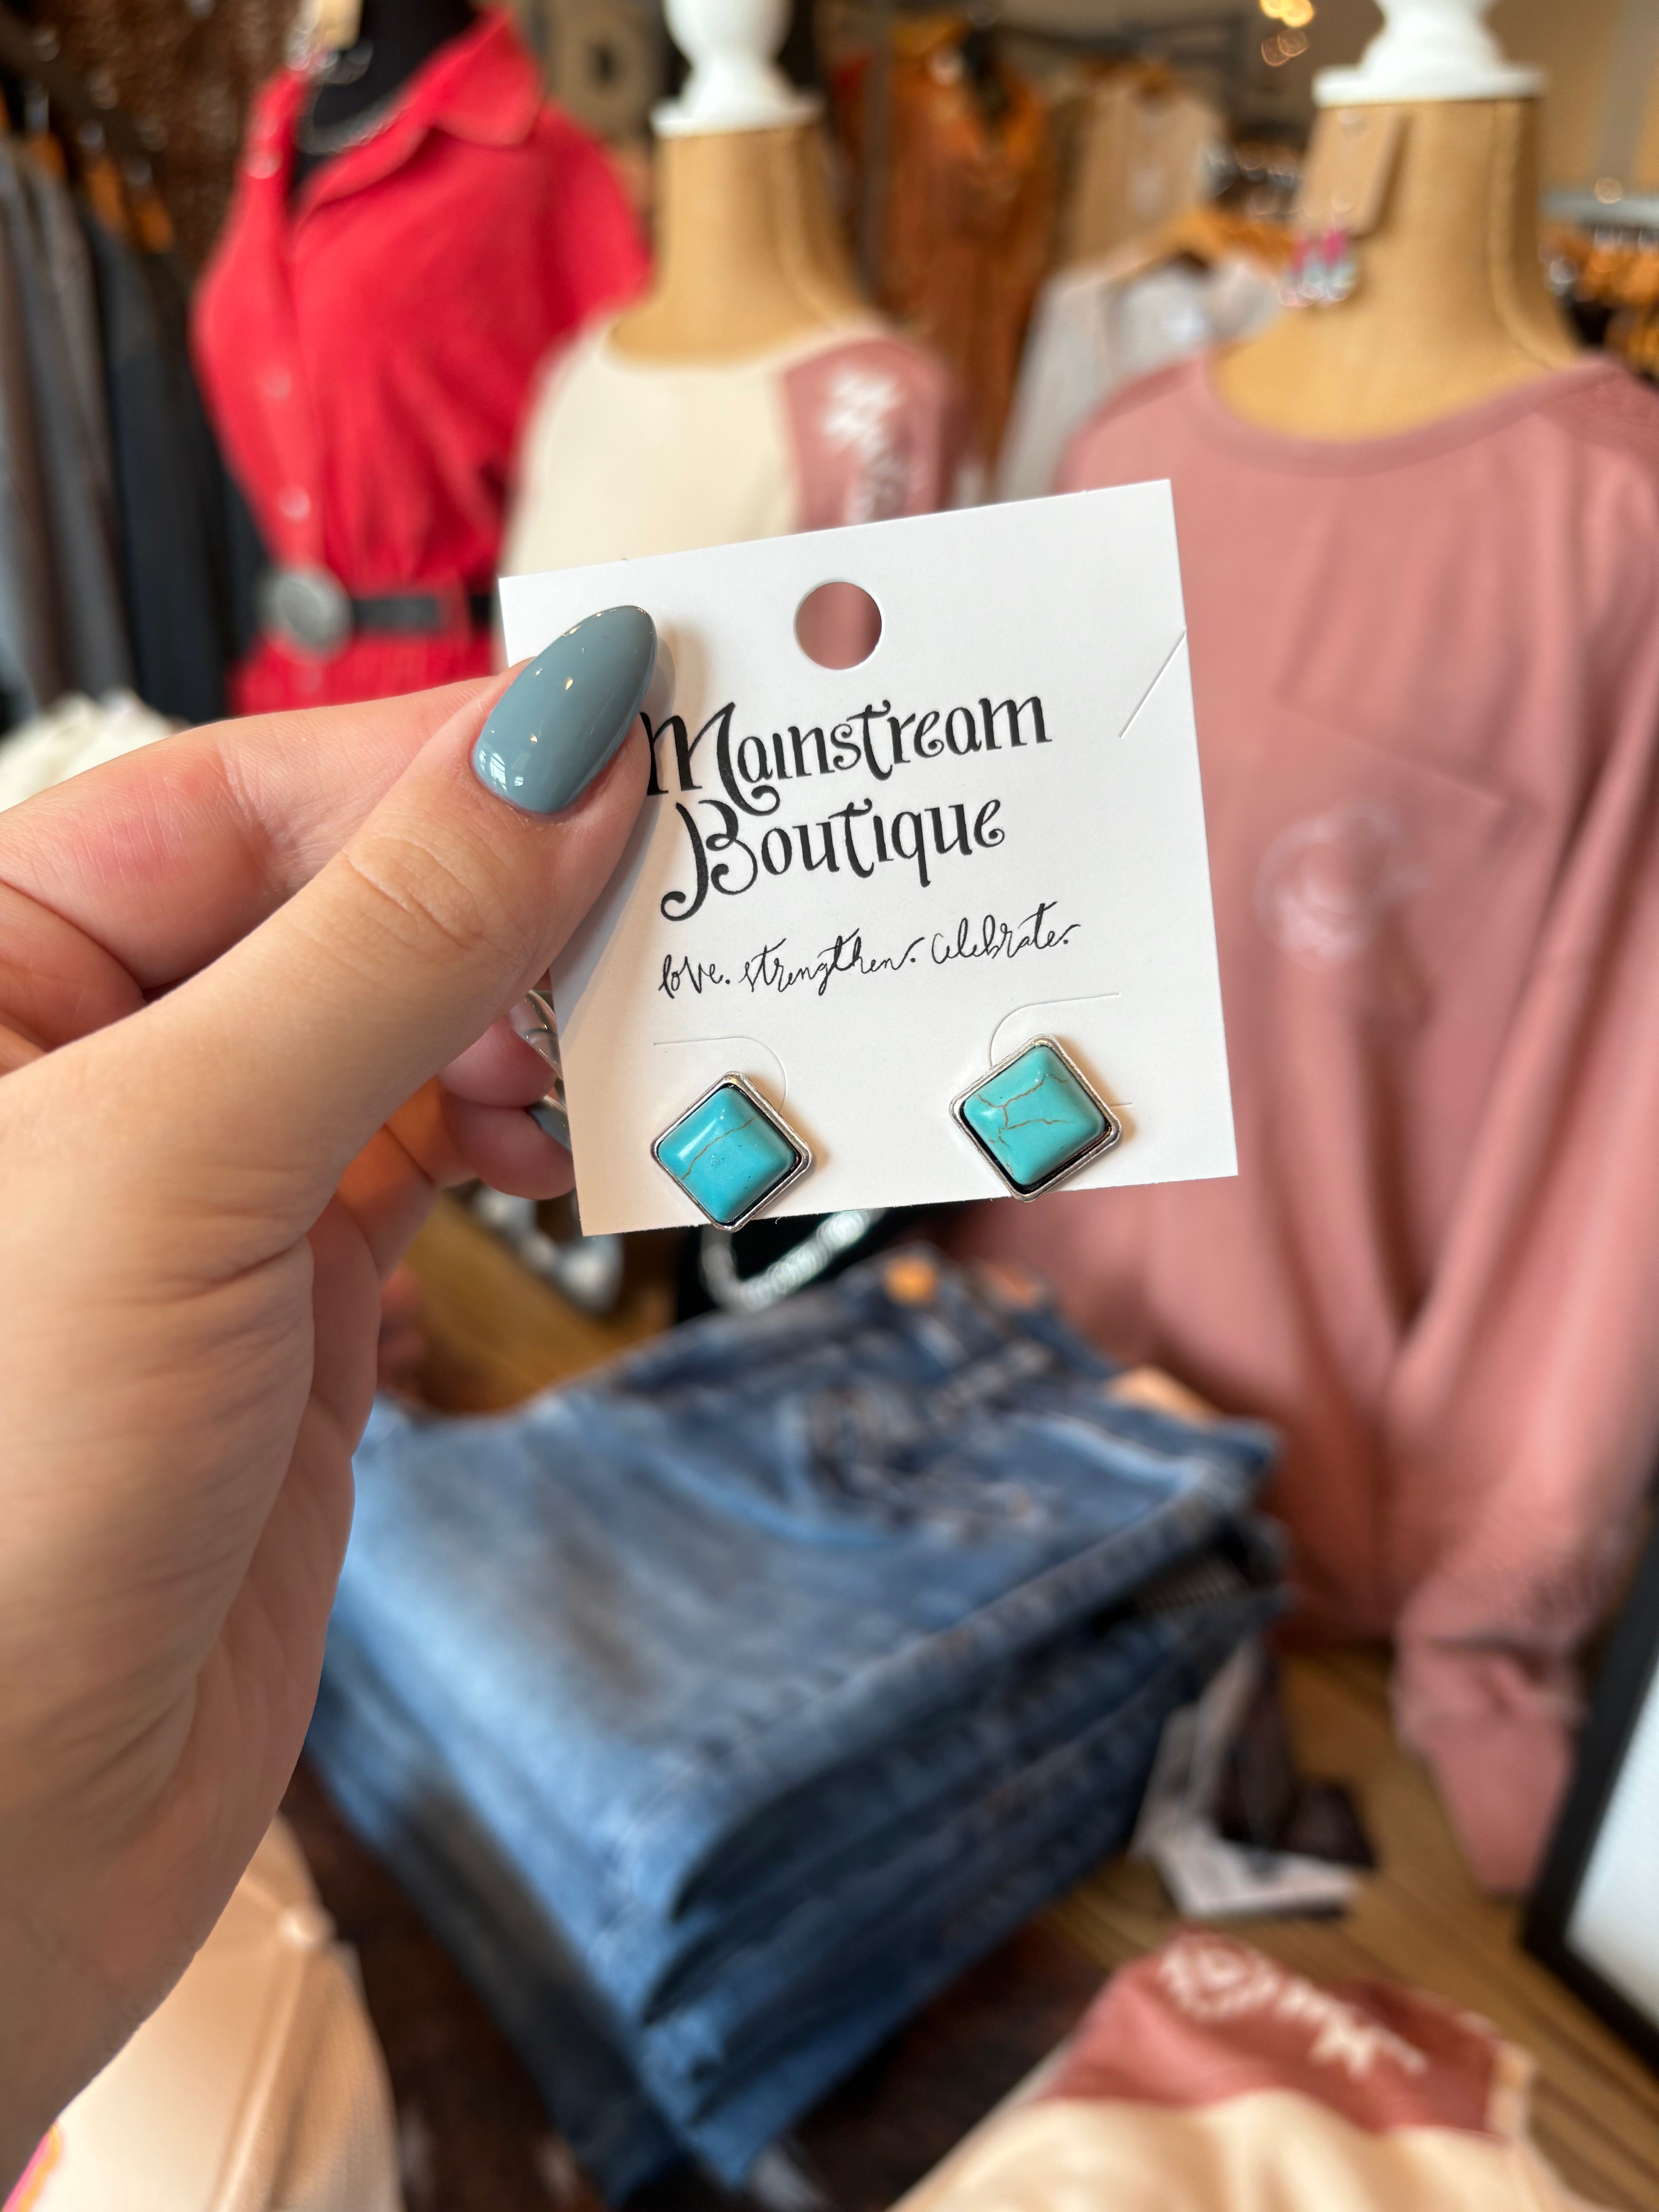 Mainstream
Boutique
love. strengthen. celebrate.